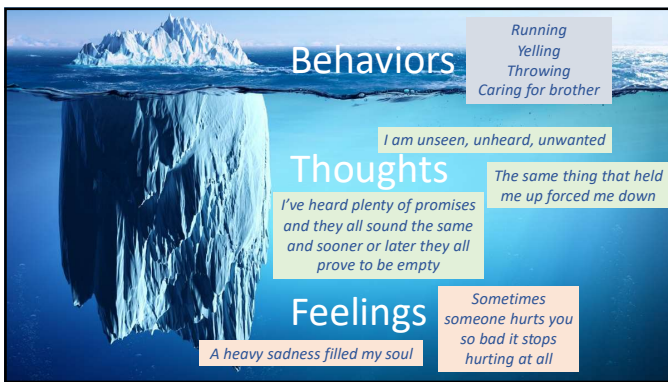 Behaviors
Running
Yelling
Throwing
Caring for brother
I am unseen, unheard, unwanted
Thoughts
The same thing that held
me up forced me down
I've heard plenty of promises
and they all sound the same
and sooner or later they all
prove to be empty
Feelings
Sometimes
someone hurts you
so bad it stops
hurting at all
A heavy sadness filled my soul